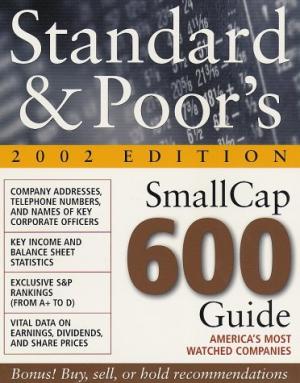 Standard
& Poor's
2002 EDITION
COMPANY ADDRESSES,
TELEPHONE NUMBERS,
AND NAMES OF KEY
CORPORATE OFFICERS
KEY INCOME AND
BALANCE SHEET
STATISTICS
EXCLUSIVE S&P
RANKINGS
(FROM A+ TO D)
VITAL DATA ON
EARNINGS, DIVIDENDS,
AND SHARE PRICES
SmallCap
600
Guide
AMERICA'S MOST
WATCHED COMPANIES
Bonus! Buy, sell, or hold recommendations